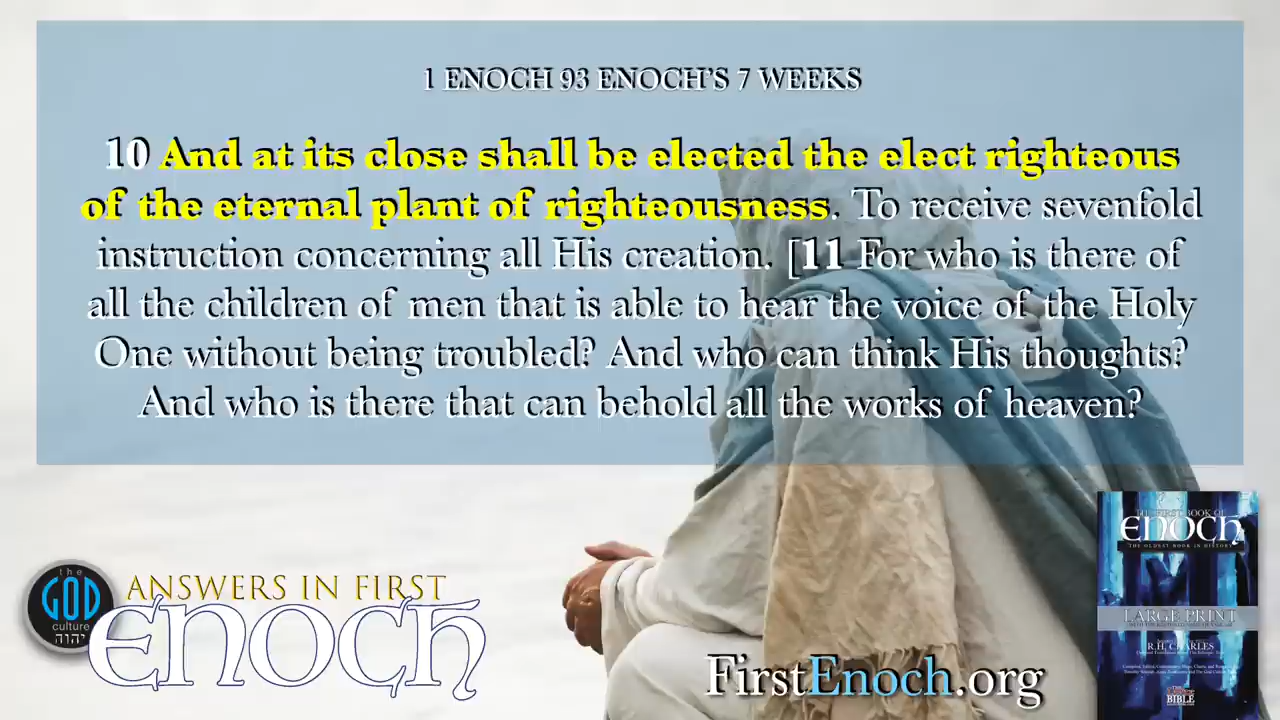 1 ENOCH 93 ENOCH'S 7 WEEKS
10 And at its close shall be elected the elect righteous
of the eternal plant of righteousness. To receive sevenfold
instruction concerning all His creation. [11 For who is there of
all the children of men that is able to hear the voice of the Holy
One without being troubled? And who can think His thoughts?
And who is there that can behold all the works of heaven?
the
GOD
culture
יהוה
ANSWERS IN FIRST
ENOCH
FirstEnoch.org
THE FIRST BOOK OF
ENOCH
THE OLDEST BOOK IN HISTORY
LARGE PRINT
R.H. CHARLES
BIBLE